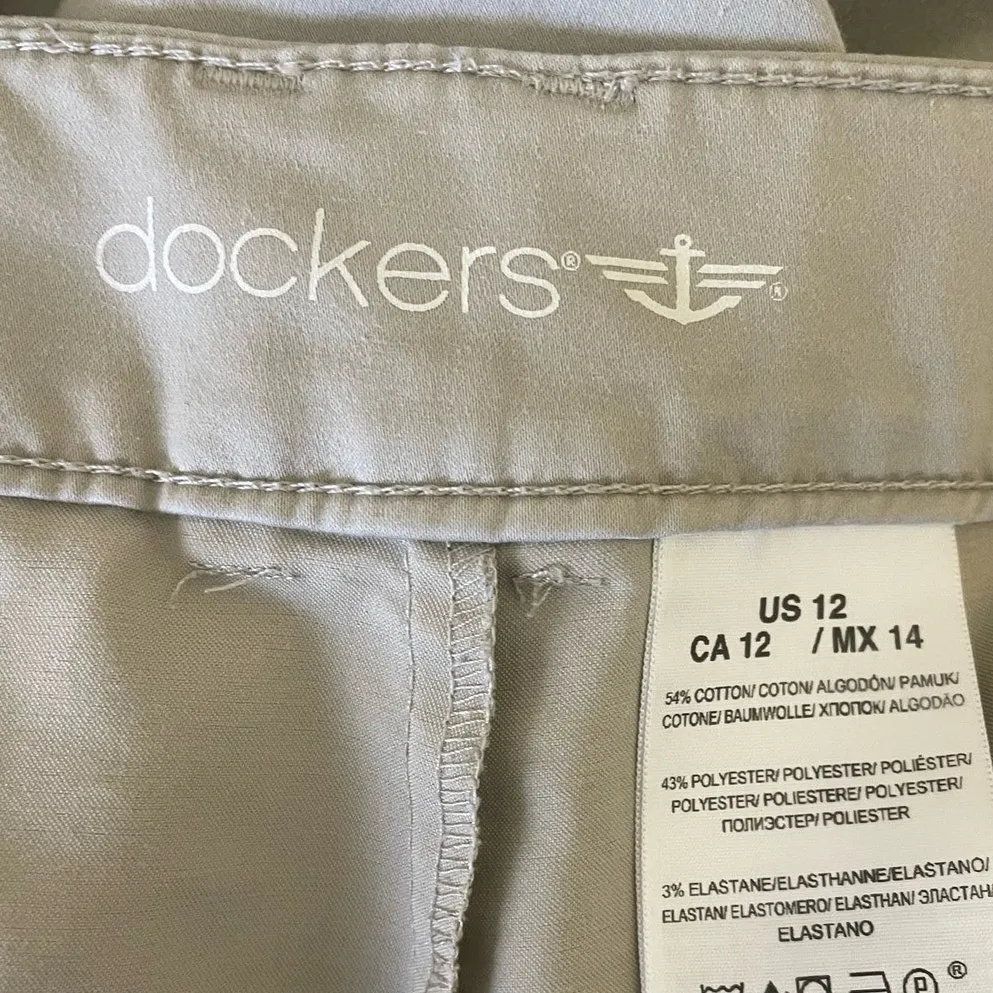 dockers®
®
US 12
CA 12 / MX 14
54% COTTON/ COTON/ ALGODÓN/ PAMUK/
COTONE/ BAUMWOLLE/ ХЛОПОК/ ALGODÃO
43% POLYESTER/ POLYESTER/ POLIÉSTER/
POLYESTER/ POLIESTERE/ POLYESTER/
ПОЛИЭСТЕР/ POLIESTER
3% ELASTANE/ELASTHANNE/ELASTANO/
ELASTAN/ ELASTOMERO/ ELASTHAN/ ЭЛАСТАН/
ELASTANO
P ®